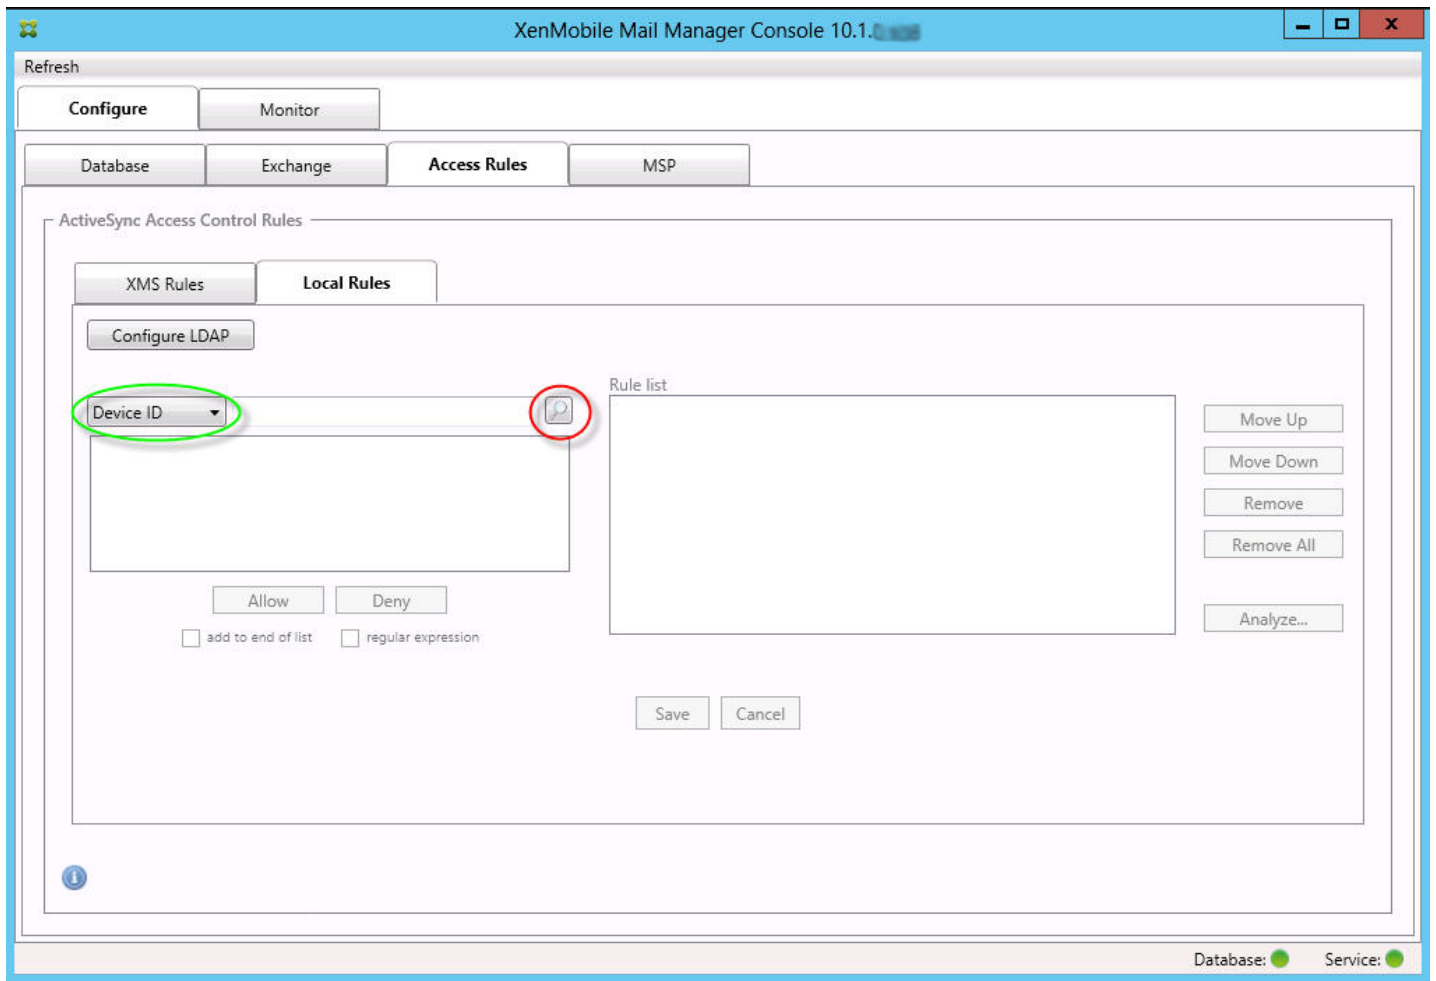 XenMobile Mail Manager Console 10.1.
Refresh
Configure Monitor
Database Exchange Access Rules MSP
ActiveSync Access Control Rules
XMS Rules Local Rules
Configure LDAP
Rule list
Device ID
Move Up
Move Down
Remove
Remove All
Allow Deny
Analyze...
add to end of list regular expression
Save Cancel
Database: Service: